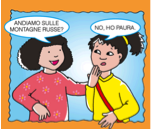 ANDIAMO SULLE
MONTAGNE RUSSE?
NO, HO PAURA.